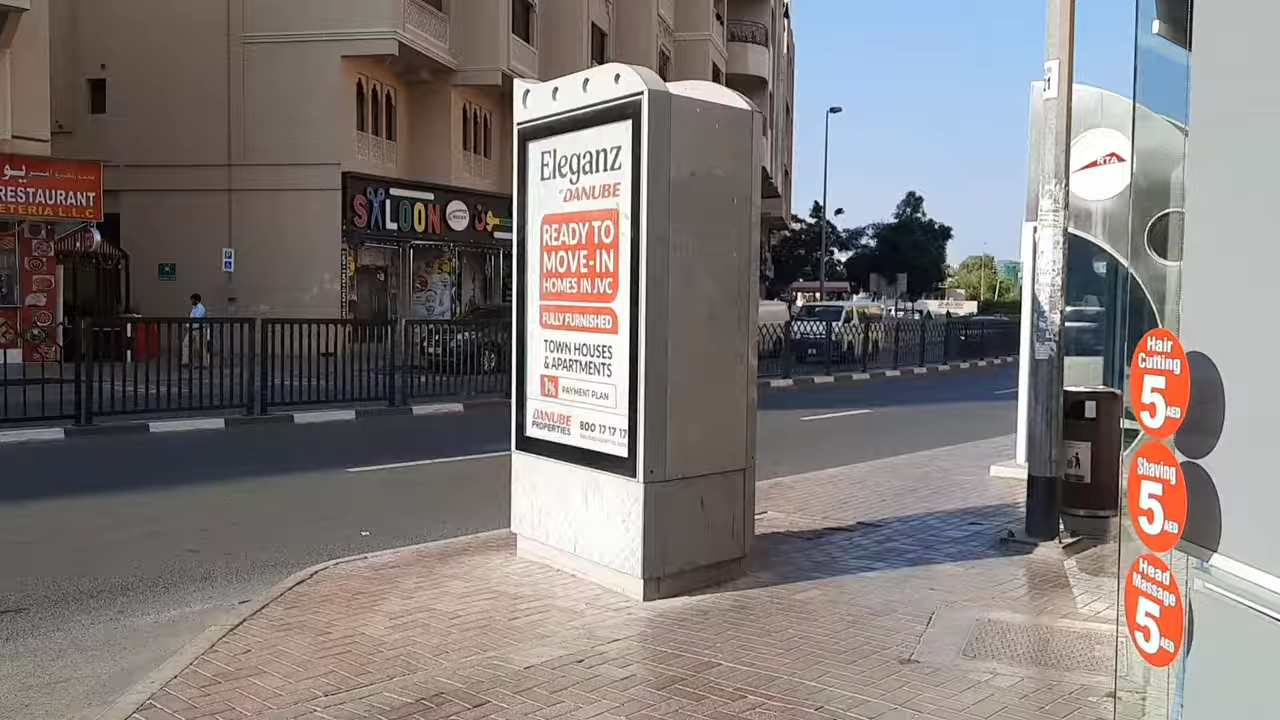 RESTAURANT
ETERIA L.L.C
SALOON
Eleganz
BY DANUBE
READY TO
MOVE-IN
HOMES IN JVC
FULLY FURNISHED
TOWN HOUSES
& APARTMENTS
1% PAYMENT PLAN
DANUBE
PROPERTIES
800 17 17 17
RTA
Hair
Cutting
5 AED
Shaving
5 AED
Head
Massage
5 AED